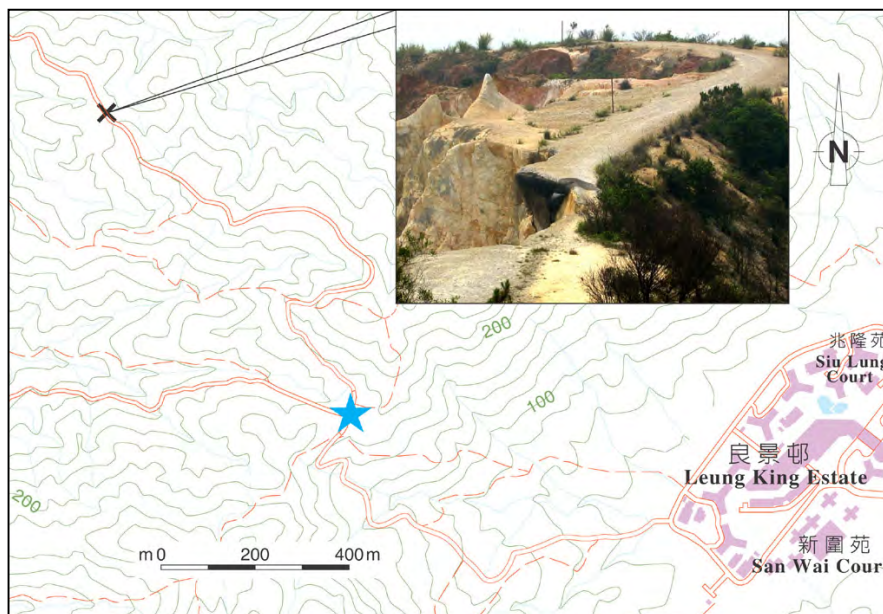 N
200
兆隆苑
Siu Lung
Court
100
良景邨
Leung King Estate
200
m 0 200 400 m
新圍苑
San Wai Cour